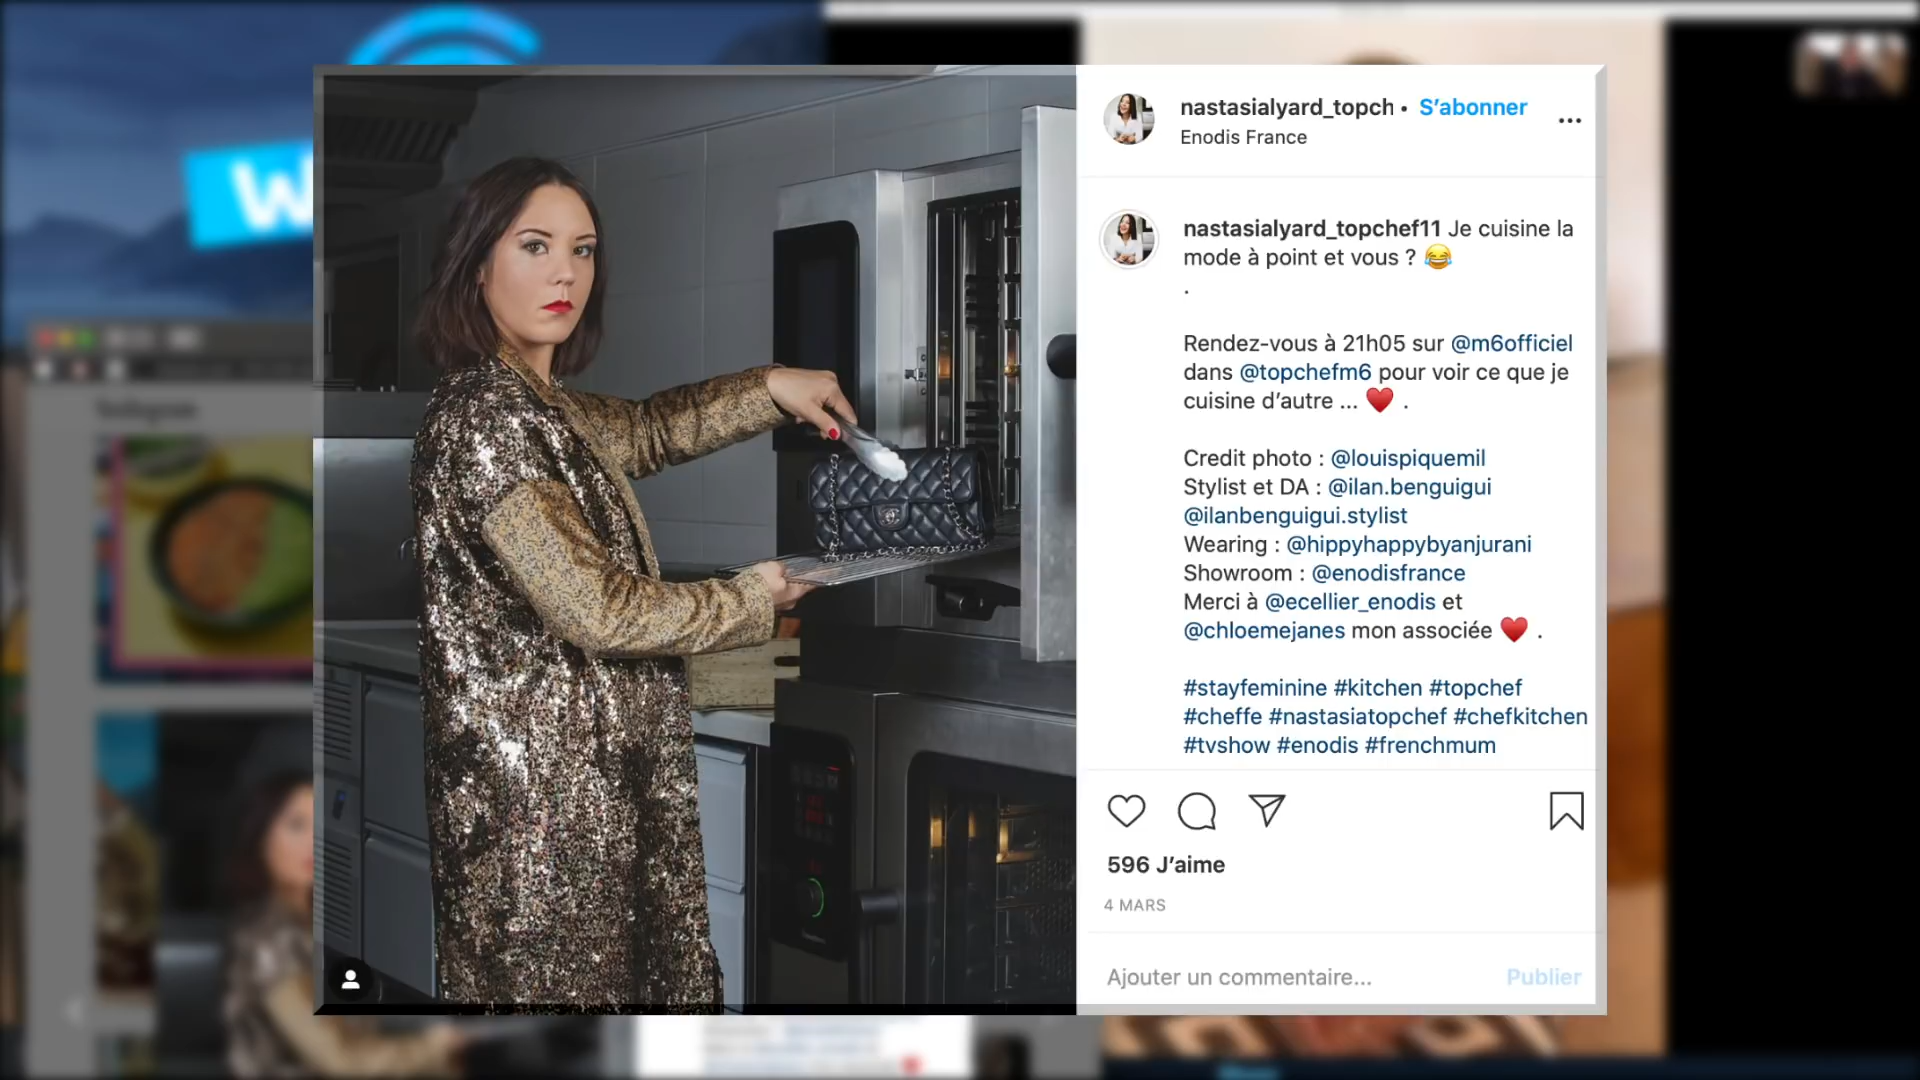 W
Instagram
nastasialyard_topch • S'abonner
Enodis France
nastasialyard_topchef11 Je cuisine la
mode à point et vous ? 😂
.
Rendez-vous à 21h05 sur @m6officiel
dans @topchefm6 pour voir ce que je
cuisine d'autre ... ❤️ .
Credit photo : @louispiquemil
Stylist et DA : @ilan.benguigui
@ilanbenguigui.stylist
Wearing : @hippyhappybyanjurani
Showroom : @enodisfrance
Merci à @ecellier_enodis et
@chloemejanes mon associée ❤️ .
#stayfeminine #kitchen #topchef
#cheffe #nastasiatopchef #chefkitchen
#tvshow #enodis #frenchmum
596 J'aime
4 MARS
Ajouter un commentaire... Publier